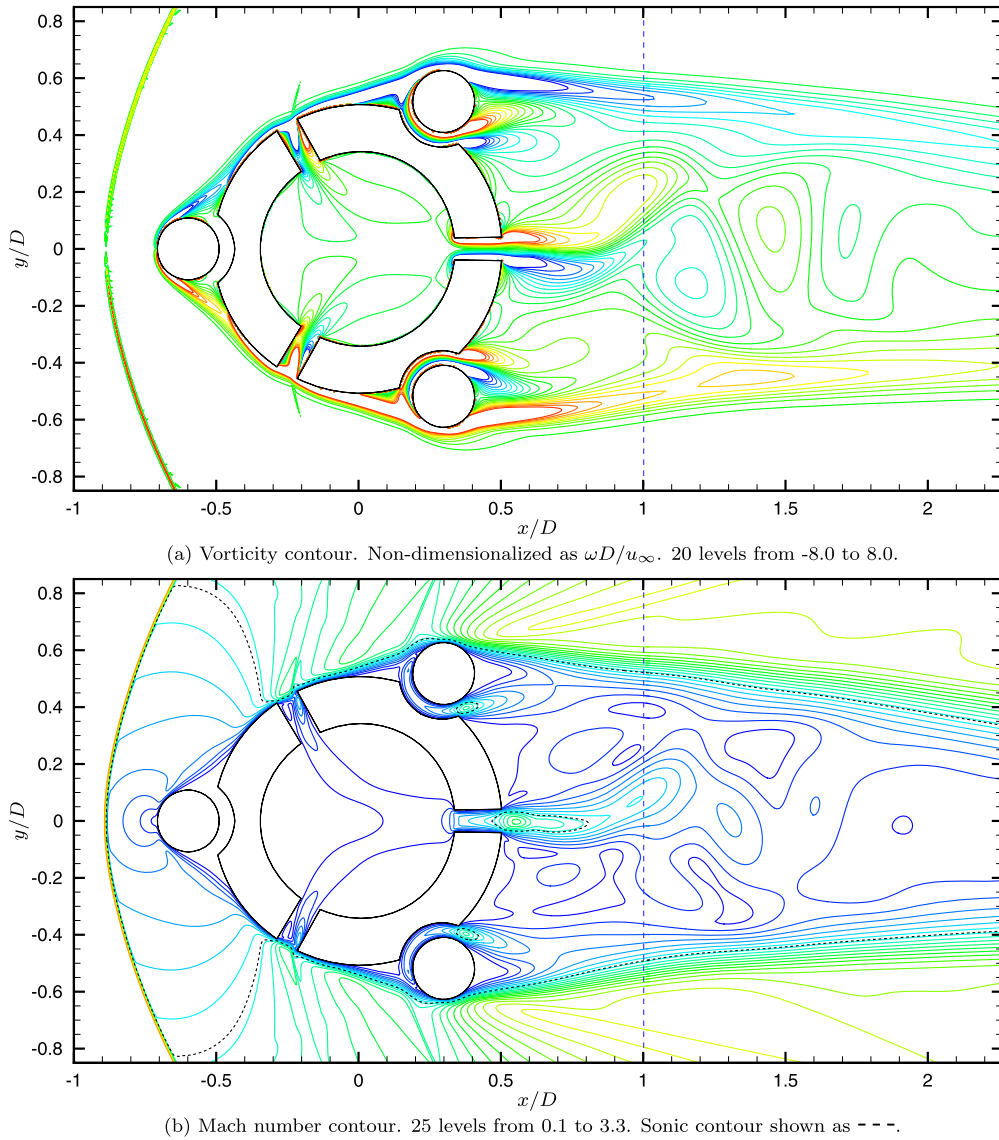 0.8
0.6
0.4
0.2
0
-0.2
-0.4
-0.6
-0.8
y/D
-1 -0.5 0 0.5 1 1.5 2
x/D
(a) Vorticity contour. Non-dimensionalized as ωD/u∞. 20 levels from -8.0 to 8.0.
0.8
0.6
0.4
0.2
0
-0.2
-0.4
-0.6
-0.8
y/D
-1 -0.5 0 0.5 1 1.5 2
x/D
(b) Mach number contour. 25 levels from 0.1 to 3.3. Sonic contour shown as ---.